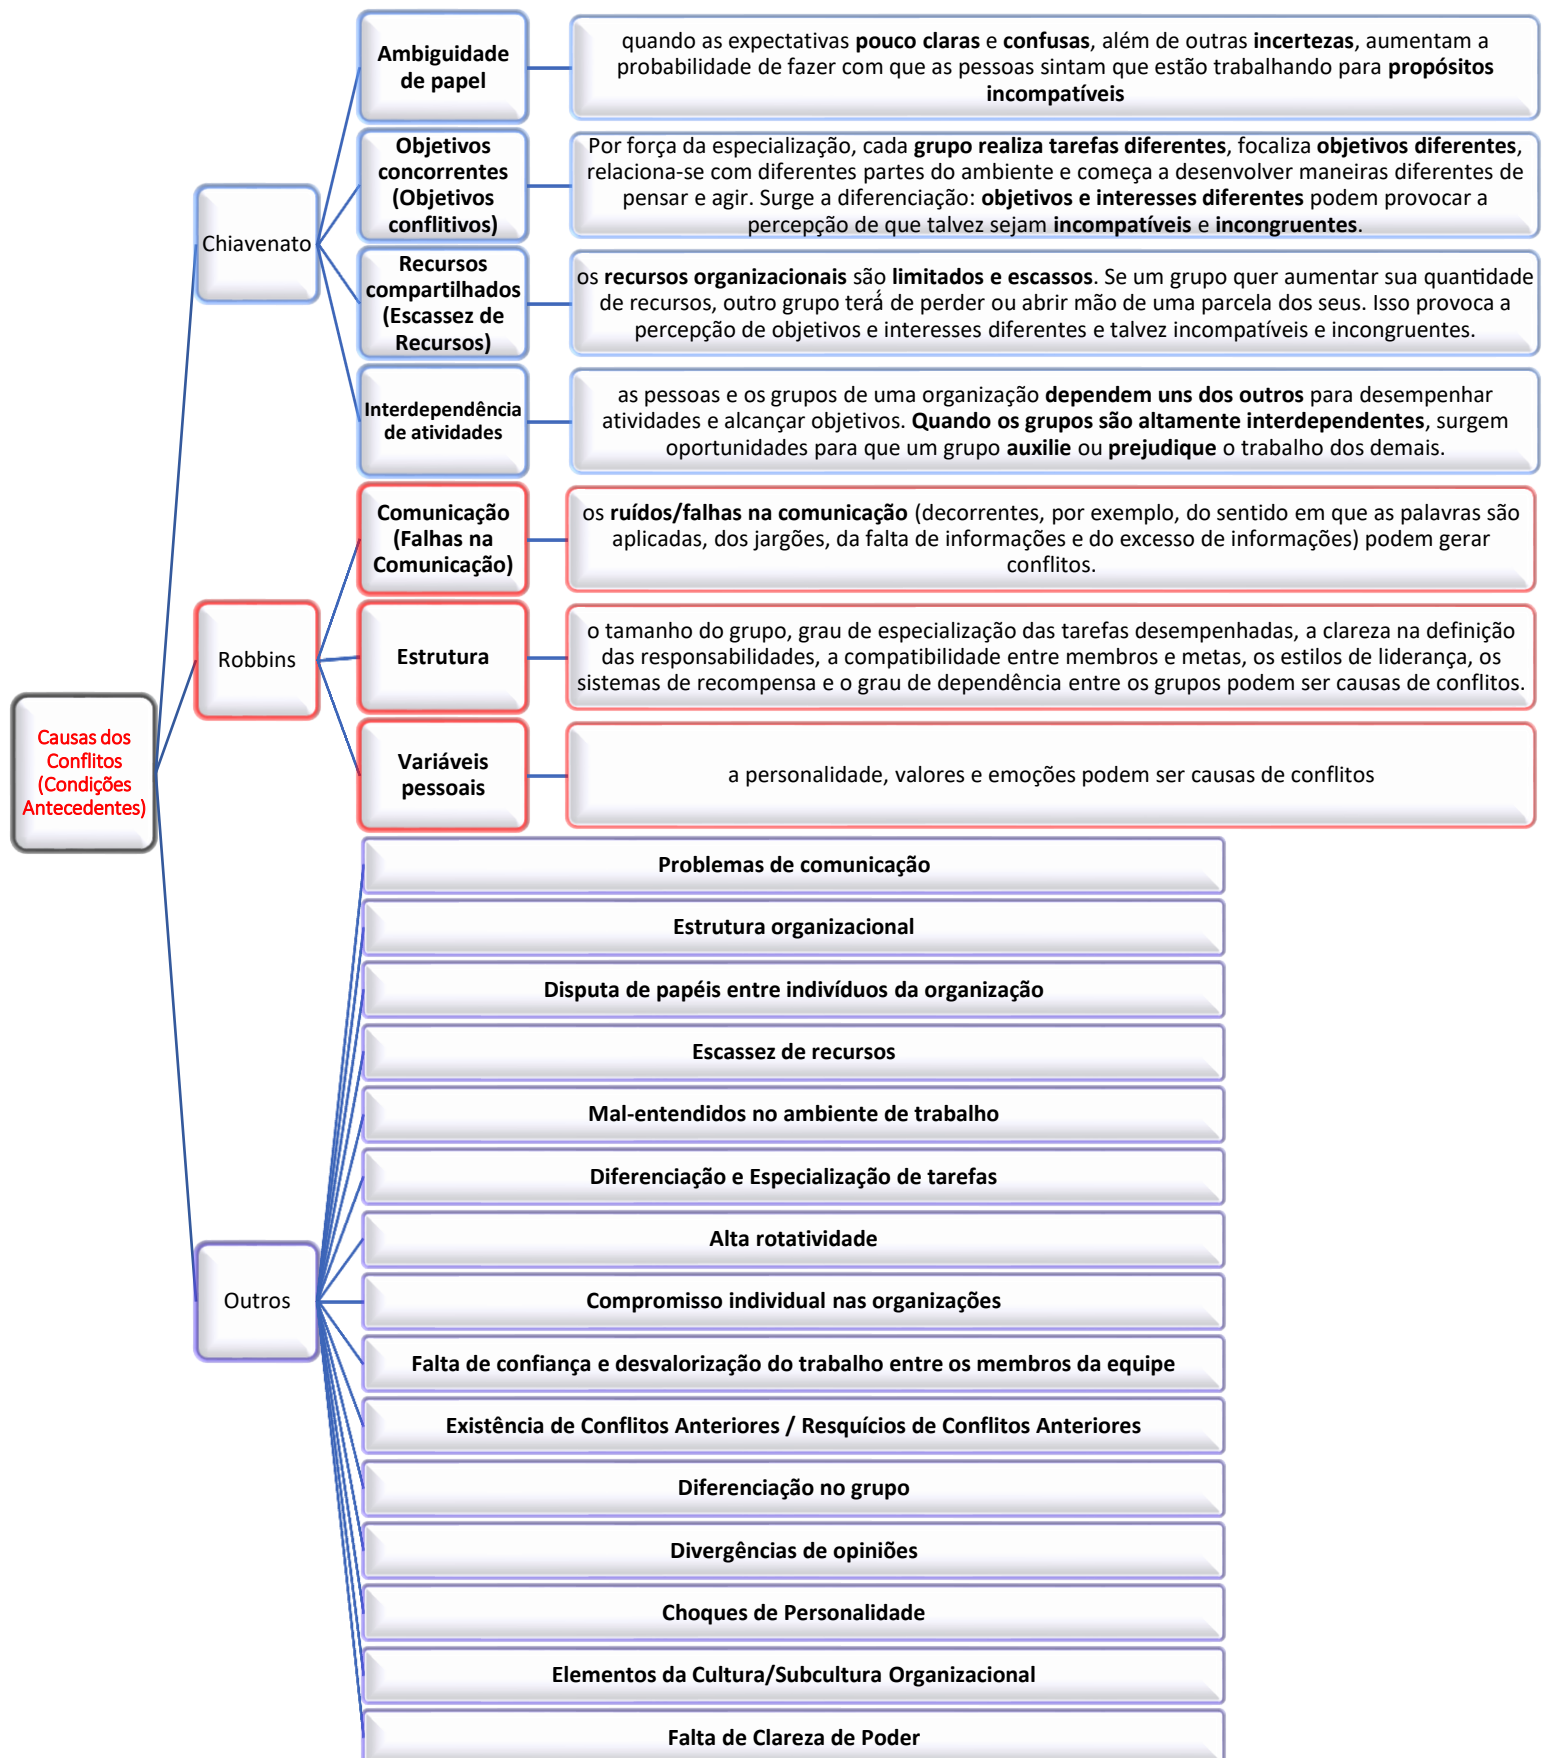 Causas dos
Conflitos
(Condições
Antecedentes)
Chiavenato
Ambiguidade
de papel
quando as expectativas pouco claras e confusas, além de outras incertezas, aumentam a
probabilidade de fazer com que as pessoas sintam que estão trabalhando para propósitos
incompatíveis
Objetivos
concorrentes
(Objetivos
conflitivos)
Por força da especialização, cada grupo realiza tarefas diferentes, focaliza objetivos diferentes,
relaciona-se com diferentes partes do ambiente e começa a desenvolver maneiras diferentes de
pensar e agir. Surge a diferenciação: objetivos e interesses diferentes podem provocar a
percepção de que talvez sejam incompatíveis e incongruentes.
Recursos
compartilhados
(Escassez de
Recursos)
os recursos organizacionais são limitados e escassos. Se um grupo quer aumentar sua quantidade
de recursos, outro grupo terá de perder ou abrir mão de uma parcela dos seus. Isso provoca a
percepção de objetivos e interesses diferentes e talvez incompatíveis e incongruentes.
Interdependência
de atividades
as pessoas e os grupos de uma organização dependem uns dos outros para desempenhar
atividades e alcançar objetivos. Quando os grupos são altamente interdependentes, surgem
oportunidades para que um grupo auxilie ou prejudique o trabalho dos demais.
Robbins
Comunicação
(Falhas na
Comunicação)
os ruídos/falhas na comunicação (decorrentes, por exemplo, do sentido em que as palavras são
aplicadas, dos jargões, da falta de informações e do excesso de informações) podem gerar
conflitos.
Estrutura
o tamanho do grupo, grau de especialização das tarefas desempenhadas, a clareza na definição
das responsabilidades, a compatibilidade entre membros e metas, os estilos de liderança, os
sistemas de recompensa e o grau de dependência entre os grupos podem ser causas de conflitos.
Variáveis
pessoais
a personalidade, valores e emoções podem ser causas de conflitos
Outros
Problemas de comunicação
Estrutura organizacional
Disputa de papéis entre indivíduos da organização
Escassez de recursos
Mal-entendidos no ambiente de trabalho
Diferenciação e Especialização de tarefas
Alta rotatividade
Compromisso individual nas organizações
Falta de confiança e desvalorização do trabalho entre os membros da equipe
Existência de Conflitos Anteriores / Resquícios de Conflitos Anteriores
Diferenciação no grupo
Divergências de opiniões
Choques de Personalidade
Elementos da Cultura/Subcultura Organizacional
Falta de Clareza de Poder